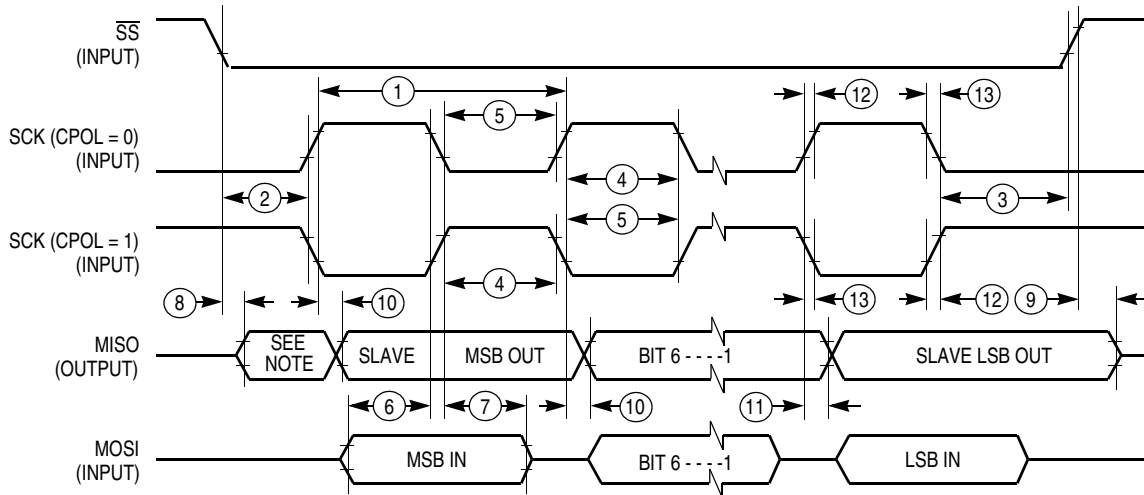 SS
(INPUT)
1
12
13
5
SCK (CPOL = 0)
(INPUT)
4
2
3
5
SCK (CPOL = 1)
(INPUT)
4
8
10
13
12
9
MISO
(OUTPUT)
SEE
NOTE
SLAVE
MSB OUT
BIT 6 - - - -1
SLAVE LSB OUT
6
7
10
11
MOSI
(INPUT)
MSB IN
BIT 6 - - - -1
LSB IN